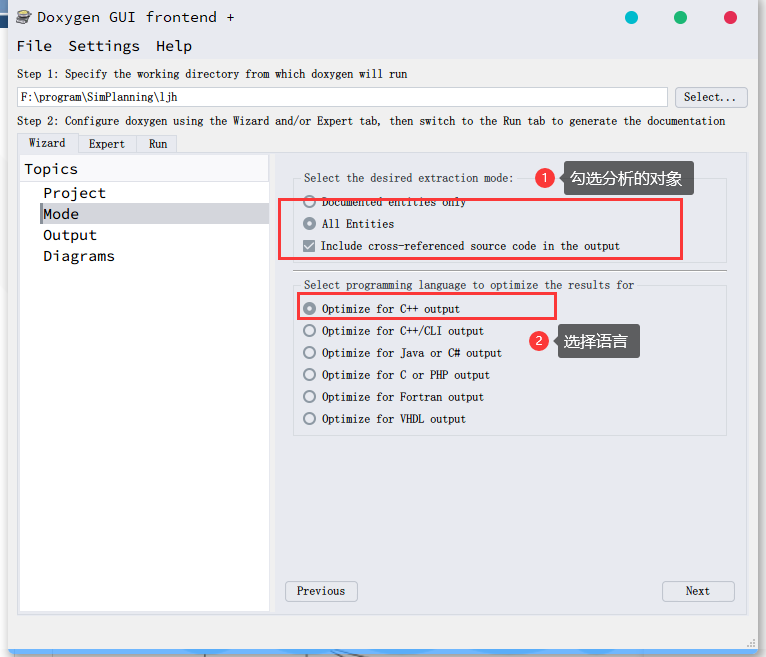 Doxygen GUI frontend +
File Settings Help
Step 1: Specify the working directory from which doxygen will run
F:\program\SimPlanning\ljh
Select...
Step 2: Configure doxygen using the Wizard and/or Expert tab, then switch to the Run tab to generate the documentation
Wizard Expert Run
Topics
Project
Mode
Output
Diagrams
Select the desired extraction mode:
1 勾选分析的对象
Documented entities only
All Entities
Include cross-referenced source code in the output
Select programming language to optimize the results for
Optimize for C++ output
Optimize for C++/CLI output
2 选择语言
Optimize for Java or C# output
Optimize for C or PHP output
Optimize for Fortran output
Optimize for VHDL output
Previous Next